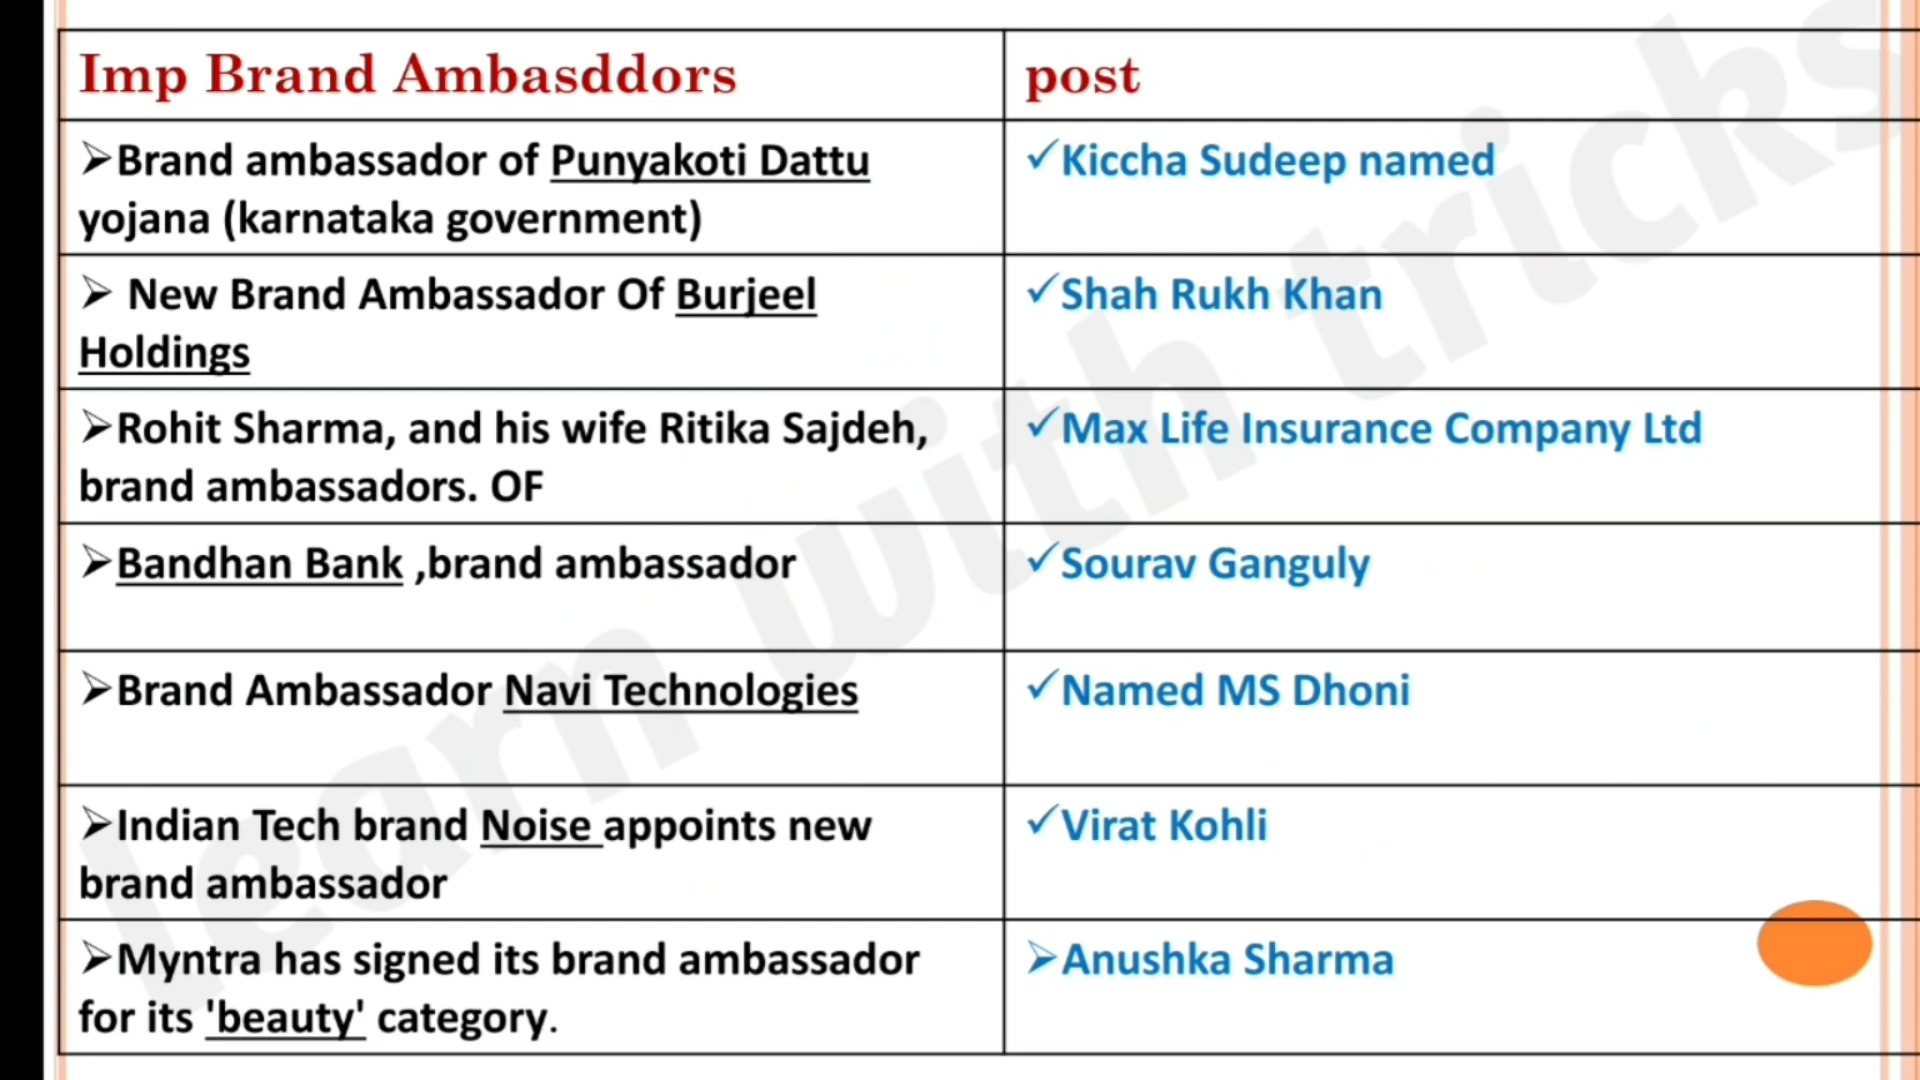 Imp Brand Ambasddors
post
➢Brand ambassador of Punyakoti Dattu
yojana (karnataka government)
✓Kiccha Sudeep named
➢ New Brand Ambassador Of Burjeel
Holdings
✓Shah Rukh Khan
➢Rohit Sharma, and his wife Ritika Sajdeh,
brand ambassadors. OF
✓Max Life Insurance Company Ltd
➢Bandhan Bank ,brand ambassador
✓Sourav Ganguly
➢Brand Ambassador Navi Technologies
✓Named MS Dhoni
➢Indian Tech brand Noise appoints new
brand ambassador
✓Virat Kohli
➢Myntra has signed its brand ambassador
for its 'beauty' category.
➢Anushka Sharma
learn with tricks